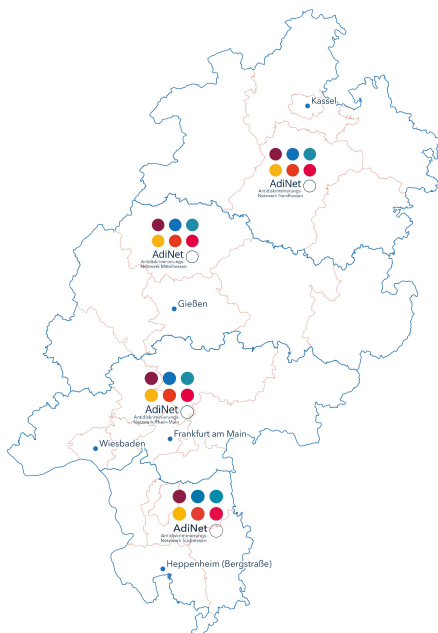 Kassel
AdiNet
Antidiskriminierungs-
Netzwerk Nordhessen
AdiNet
Antidiskriminierungs-
Netzwerk Mittelhessen
Gießen
AdiNet
Antidiskriminierungs-
Netzwerk Rhein-Main
Frankfurt am Main
Wiesbaden
AdiNet
Antidiskriminierungs-
Netzwerk Südhessen
Heppenheim (Bergstraße)